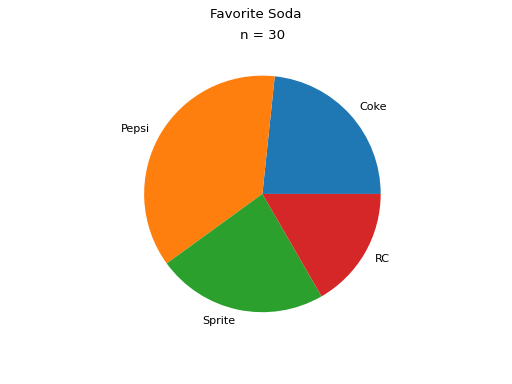 Favorite Soda
n = 30
Coke
Pepsi
RC
Sprite